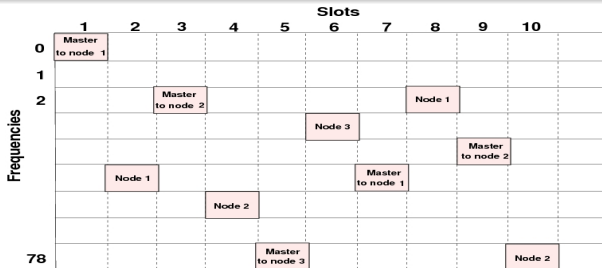 Slots
1 2 3 4 5 6 7 8 9 10
Frequencies
0
Master
to node 1
1
2
Master
to node 2
Node 1
Node 3
Master
to node 2
Node 1
Master
to node 1
Node 2
78
Master
to node 3
Node 2